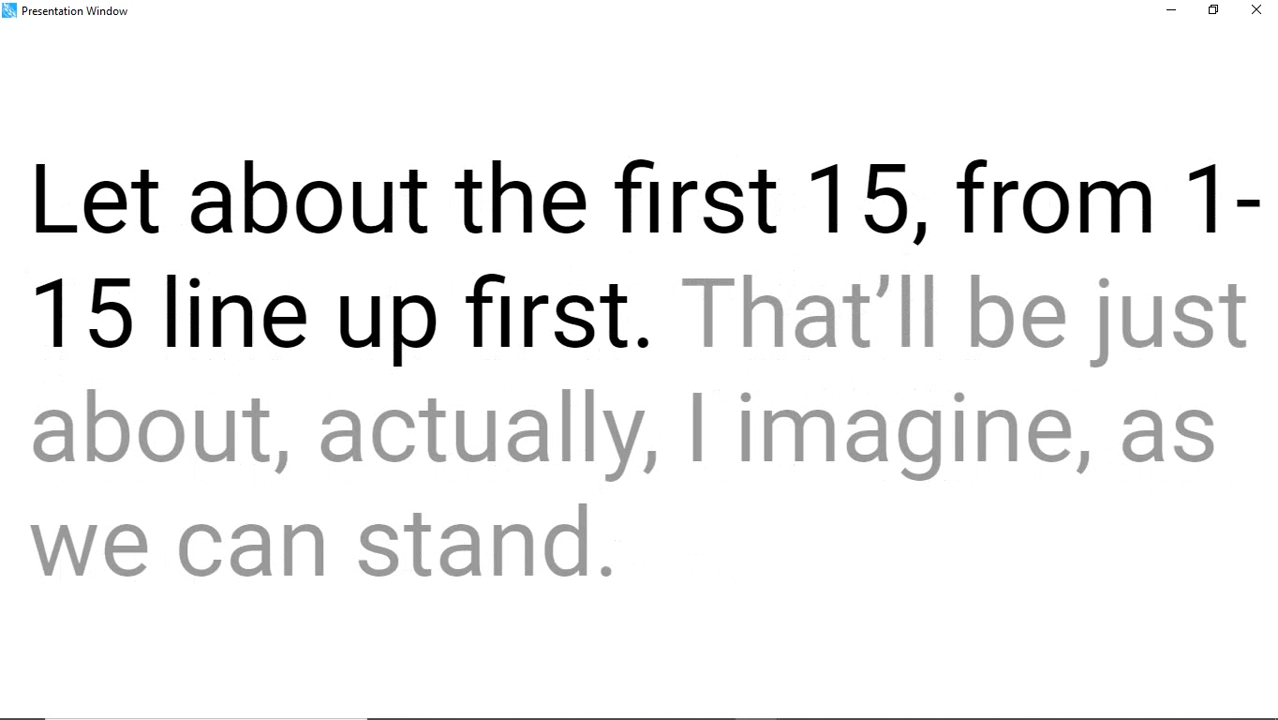 Presentation Window
Let about the first 15, from 1-
15 line up first. That’ll be just
about, actually, I imagine, as
we can stand.